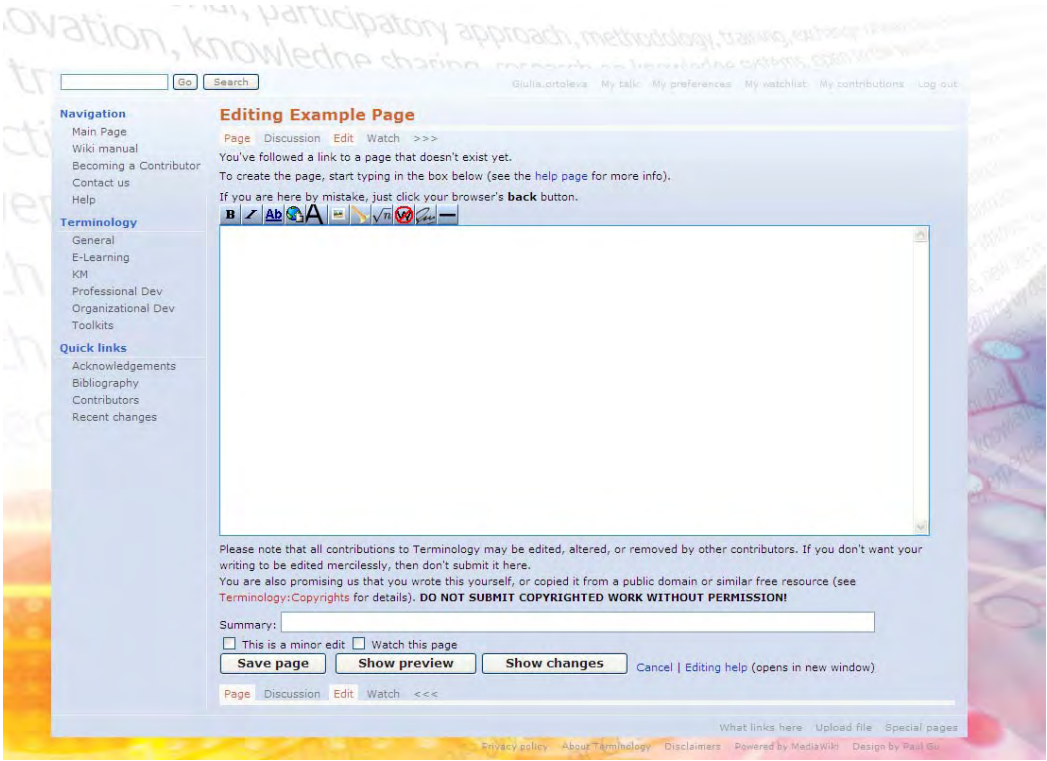 Go Search
Giulia.ortoleva My talk My preferences My watchlist My contributions Log out
Navigation
Main Page
Wiki manual
Becoming a Contributor
Contact us
Help
Terminology
General
E-Learning
KM
Professional Dev
Organizational Dev
Toolkits
Quick links
Acknowledgements
Bibliography
Contributors
Recent changes
Editing Example Page
Page Discussion Edit Watch >>>
You've followed a link to a page that doesn't exist yet.
To create the page, start typing in the box below (see the help page for more info).
If you are here by mistake, just click your browser's back button.
Please note that all contributions to Terminology may be edited, altered, or removed by other contributors. If you don't want your
writing to be edited mercilessly, then don't submit it here.
You are also promising us that you wrote this yourself, or copied it from a public domain or similar free resource (see
Terminology:Copyrights for details). DO NOT SUBMIT COPYRIGHTED WORK WITHOUT PERMISSION!
Summary:
This is a minor edit Watch this page
Save page Show preview Show changes Cancel | Editing help (opens in new window)
Page Discussion Edit Watch <<<
What links here Upload file Special pages
Privacy policy About Terminology Disclaimers Powered by MediaWiki Design by Paul Gu